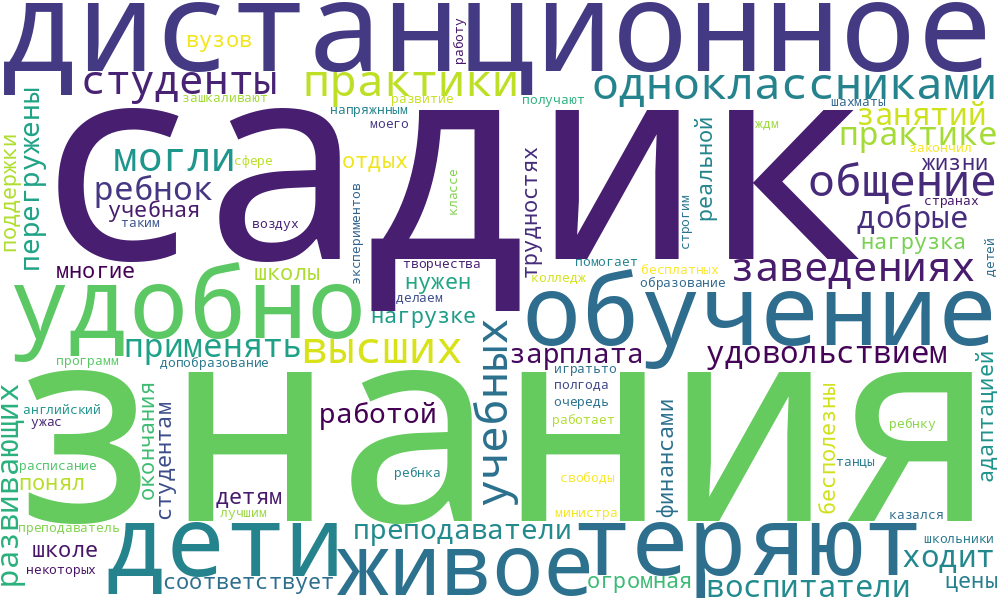 дистанционное
вузов
работу
студенты
практики
одноклассниками
зашкаливают
напряжнным
развитие
получают
шахматы
моего
садик
ждм
занятий
практике
закончил
поддержки
перегружены
могли
сфере
отдых
классе
трудностях
реальной
жизни
ребнок
общение
учебная
таким
воздух
экспериментов
строгим
странах
добрые
нагрузка
детей
многие
школы
творчества
нужен
делаем
помогает
колледж
бесплатных
образование
заведениях
удобно
нагрузке
обучение
применять
высших
программ
допобразование
учебных
зарплата
удовольствием
игратьто
полгода
очередь
работает
знания
развивающих
английский
ужас
окончания
студентам
работой
финансами
бесполезны
ребнку
адаптацией
расписание
понял
ребнка
свободы
танцы
детям
лучшим
министра
казался
преподаватель
дети
преподаватели
теряют
школьники
школе
некоторых
живое
ходит
соответствует
огромная
воспитатели
цены